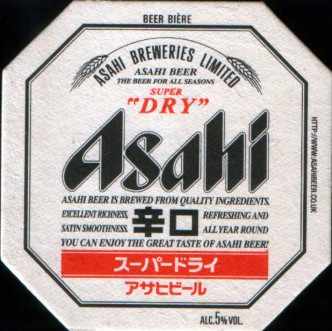 BEER BIÈRE
ASAHI BREWERIES LIMITED
ASAHI BEER
THE BEER FOR ALL SEASONS
SUPER
"DRY"
Asahi
ASAHI BEER IS BREWED FROM QUALITY INGREDIENTS.
EXCELLENT RICHNESS, 辛口 REFRESHING AND
SATIN SMOOTHNESS. ALL YEAR ROUND
YOU CAN ENJOY THE GREAT TASTE OF ASAHI BEER!
スーパードライ
アサヒビール
ALC.5%VOL.
HTTP://WWW.ASAHIBEER.CO.UK